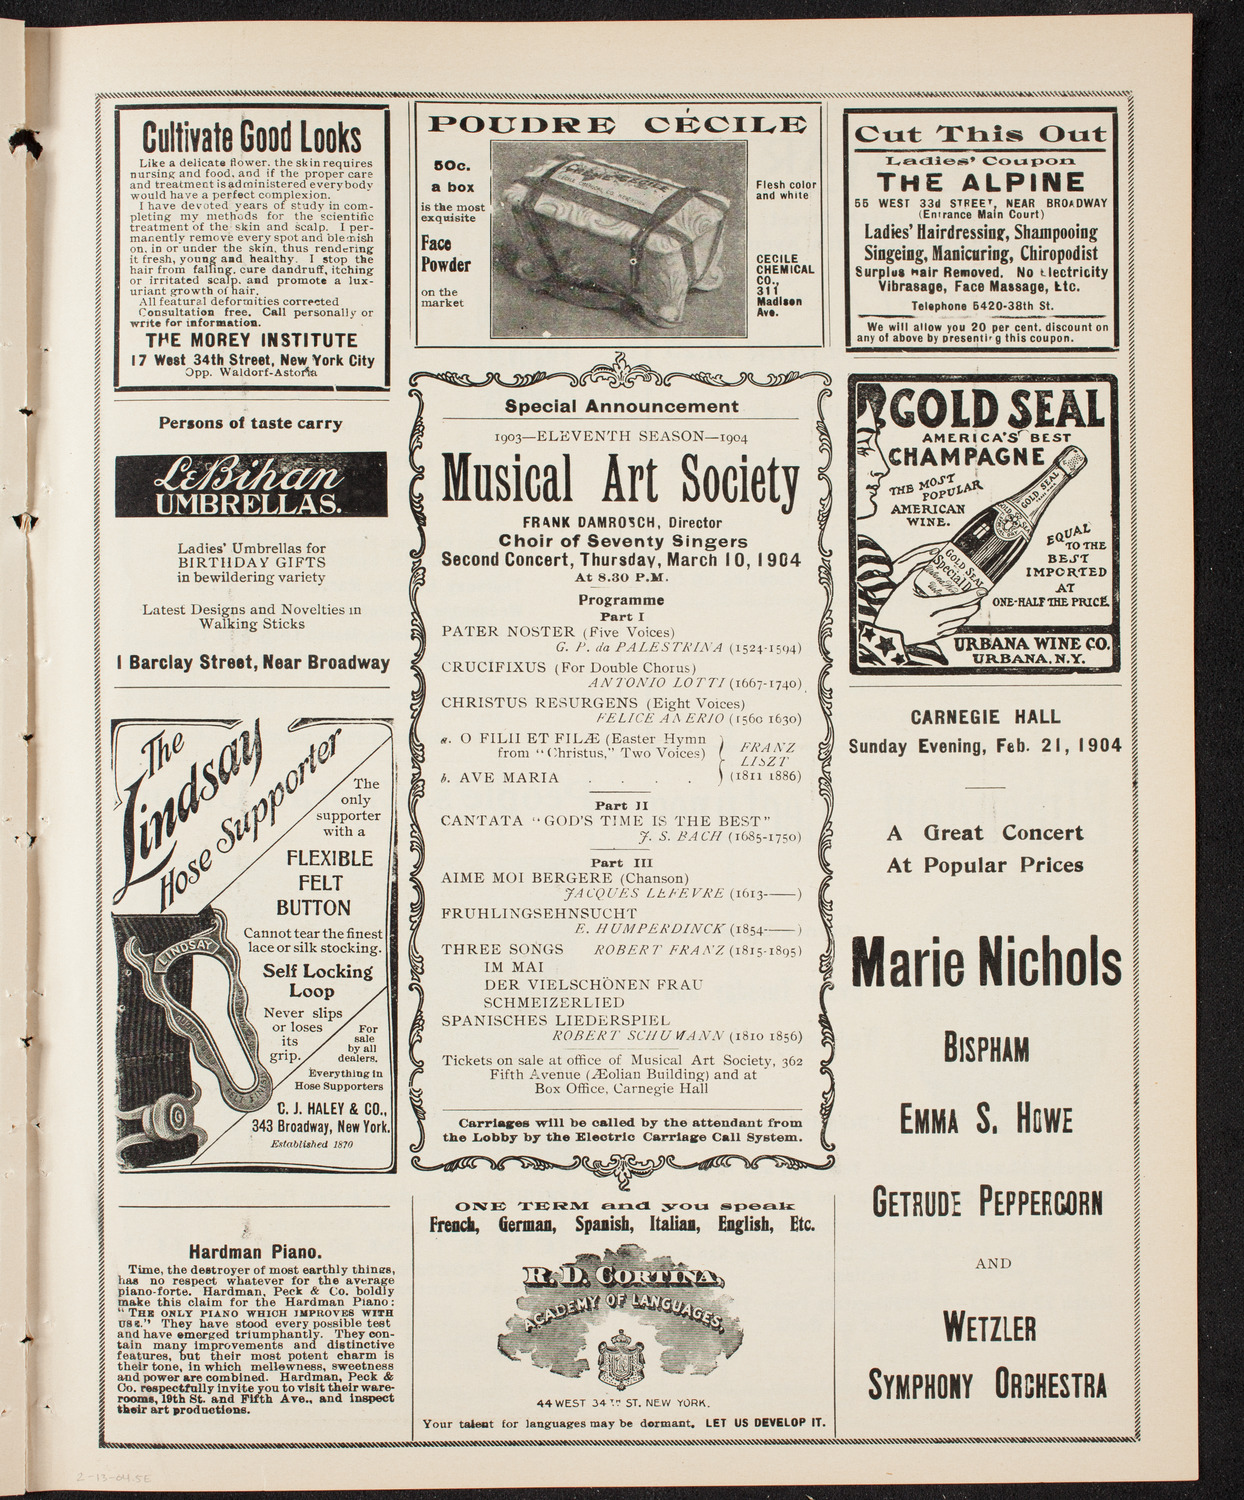 Cultivate Good Looks
Like a delicate flower, the skin requires
nursing and food, and if the proper care
and treatment is administered everybody
would have a perfect complexion.
I have devoted years of study in com-
pleting my methods for the scientific
treatment of the skin and scalp. I per-
manently remove every spot and blemish
on, in or under the skin, thus rendering
it fresh, young and healthy. I stop the
hair from falling, cure dandruff, itching
or irritated scalp, and promote a lux-
uriant growth of hair.
All featural deformities corrected
Consultation free. Call personally or
write for information.
THE MOREY INSTITUTE
17 West 34th Street, New York City
Opp. Waldorf-Astoria
Persons of taste carry
LeBihan
UMBRELLAS.
Ladies' Umbrellas for
BIRTHDAY GIFTS
in bewildering variety
Latest Designs and Novelties in
Walking Sticks
1 Barclay Street, Near Broadway
The
Lindsay
Hose Supporter
The
only
supporter
with a
FLEXIBLE
FELT
BUTTON
Cannot tear the finest
lace or silk stocking.
Self Locking
Loop
Never slips
or loses
its
grip.
For
sale
by all
dealers.
Everything in
Hose Supporters
C. J. HALEY & CO.,
343 Broadway, New York.
Established 1870
LINDSAY
Hardman Piano.
Time, the destroyer of most earthly things,
has no respect whatever for the average
piano-forte. Hardman, Peck & Co. boldly
make this claim for the Hardman Piano:
"THE ONLY PIANO WHICH IMPROVES WITH
USE." They have stood every possible test
and have emerged triumphantly. They con-
tain many improvements and distinctive
features, but their most potent charm is
their tone, in which mellewness, sweetness
and power are combined. Hardman, Peck &
Co. respectfully invite you to visit their ware-
rooms, 19th St. and Fifth Ave., and inspect
their art productions.
POUDRE CÉCILE
50c.
a box
is the most
exquisite
Face
Powder
on the
market
Flesh color
and white
CECILE
CHEMICAL
CO.,
311
Madison
Ave.
Special Announcement
1903—ELEVENTH SEASON—1904
Musical Art Society
FRANK DAMROSCH, Director
Choir of Seventy Singers
Second Concert, Thursday, March 10, 1904
At 8.30 P.M.
Programme
Part I
PATER NOSTER (Five Voices)
G. P. da PALESTRINA (1524-1594)
CRUCIFIXUS (For Double Chorus)
ANTONIO LOTTI (1667-1740)
CHRISTUS RESURGENS (Eight Voices)
FELICE ANERIO (1560 1630)
a. O FILII ET FILÆ (Easter Hymn
from "Christus," Two Voices)
b. AVE MARIA . . . .
FRANZ
LISZT
(1811 1886)
Part II
CANTATA "GOD'S TIME IS THE BEST"
J. S. BACH (1685-1750)
Part III
AIME MOI BERGERE (Chanson)
JACQUES LEFEVRE (1613-——)
FRUHLINGSEHNSUCHT
E. HUMPERDINCK (1854-——)
THREE SONGS ROBERT FRANZ (1815-1895)
IM MAI
DER VIELSCHÖNEN FRAU
SCHMEIZERLIED
SPANISCHES LIEDERSPIEL
ROBERT SCHUMANN (1810 1856)
Tickets on sale at office of Musical Art Society, 362
Fifth Avenue (Æolian Building) and at
Box Office, Carnegie Hall
Carriages will be called by the attendant from
the Lobby by the Electric Carriage Call System.
ONE TERM and you speak
French, German, Spanish, Italian, English, Etc.
R. D. CORTINA,
ACADEMY OF LANGUAGES,
44 WEST 34TH ST. NEW YORK.
Your talent for languages may be dormant. LET US DEVELOP IT.
Cut This Out
Ladies' Coupon
THE ALPINE
55 WEST 33d STREET, NEAR BROADWAY
(Entrance Main Court)
Ladies' Hairdressing, Shampooing
Singeing, Manicuring, Chiropodist
Surplus Hair Removed. No Electricity
Vibrasage, Face Massage, Etc.
Telephone 5420-38th St.
We will allow you 20 per cent. discount on
any of above by presenting this coupon.
GOLD SEAL
AMERICA'S BEST
CHAMPAGNE
THE MOST
POPULAR
AMERICAN
WINE.
EQUAL
TO THE
BEST
IMPORTED
AT
ONE-HALF THE PRICE.
GOLD SEAL
GOLD SEAL
Special Dry
URBANA WINE CO.
URBANA, N.Y.
CARNEGIE HALL
Sunday Evening, Feb. 21, 1904
A Great Concert
At Popular Prices
Marie Nichols
BISPHAM
EMMA S. HOWE
GETRUDE PEPPERCORN
AND
WETZLER
SYMPHONY ORCHESTRA
2-13-04.5E